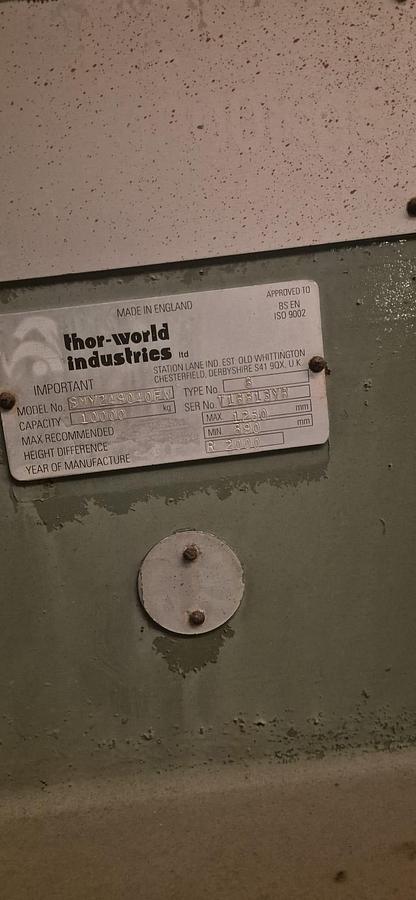 MADE IN ENGLAND
APPROVED TO
BS EN
ISO 9002
thor-world
industries ltd
STATION LANE IND. EST. OLD WHITTINGTON
CHESTERFIELD, DERBYSHIRE S41 9QX, U.K.
IMPORTANT
MODEL No.
TYPE No.
CAPACITY 10000 kg
SER No.
MAX RECOMMENDED
MAX 1250 mm
HEIGHT DIFFERENCE
MIN mm
YEAR OF MANUFACTURE
R 2000